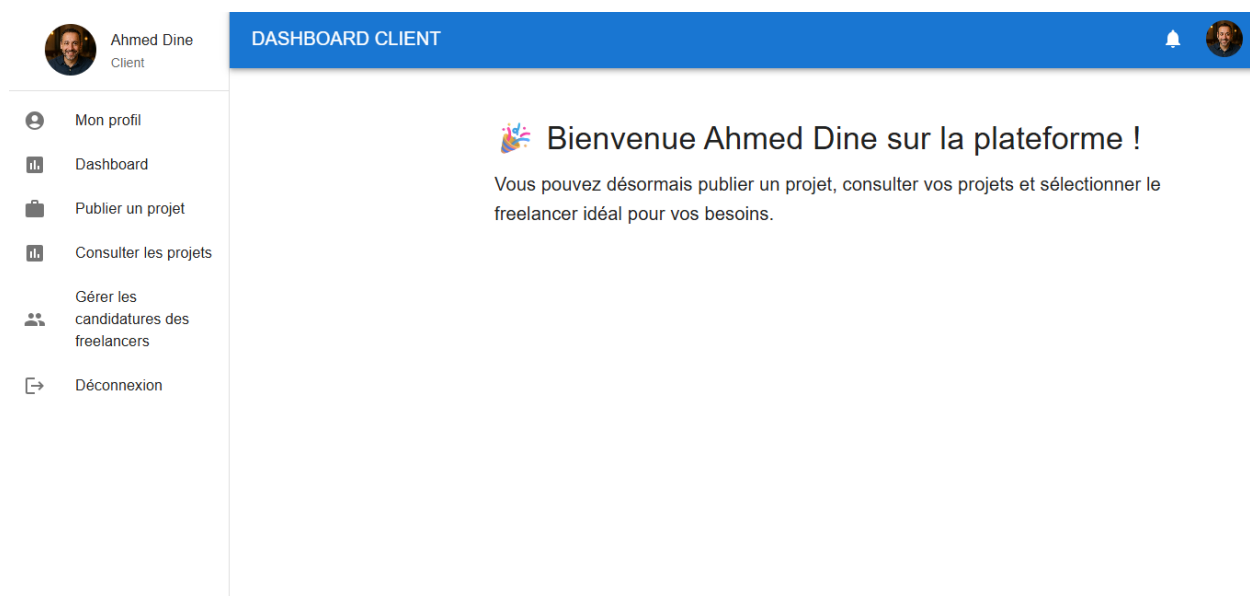 Ahmed Dine
Client
DASHBOARD CLIENT
Mon profil
Dashboard
Publier un projet
Consulter les projets
Gérer les
candidatures des
freelancers
Déconnexion
🎉 Bienvenue Ahmed Dine sur la plateforme !
Vous pouvez désormais publier un projet, consulter vos projets et sélectionner le
freelancer idéal pour vos besoins.